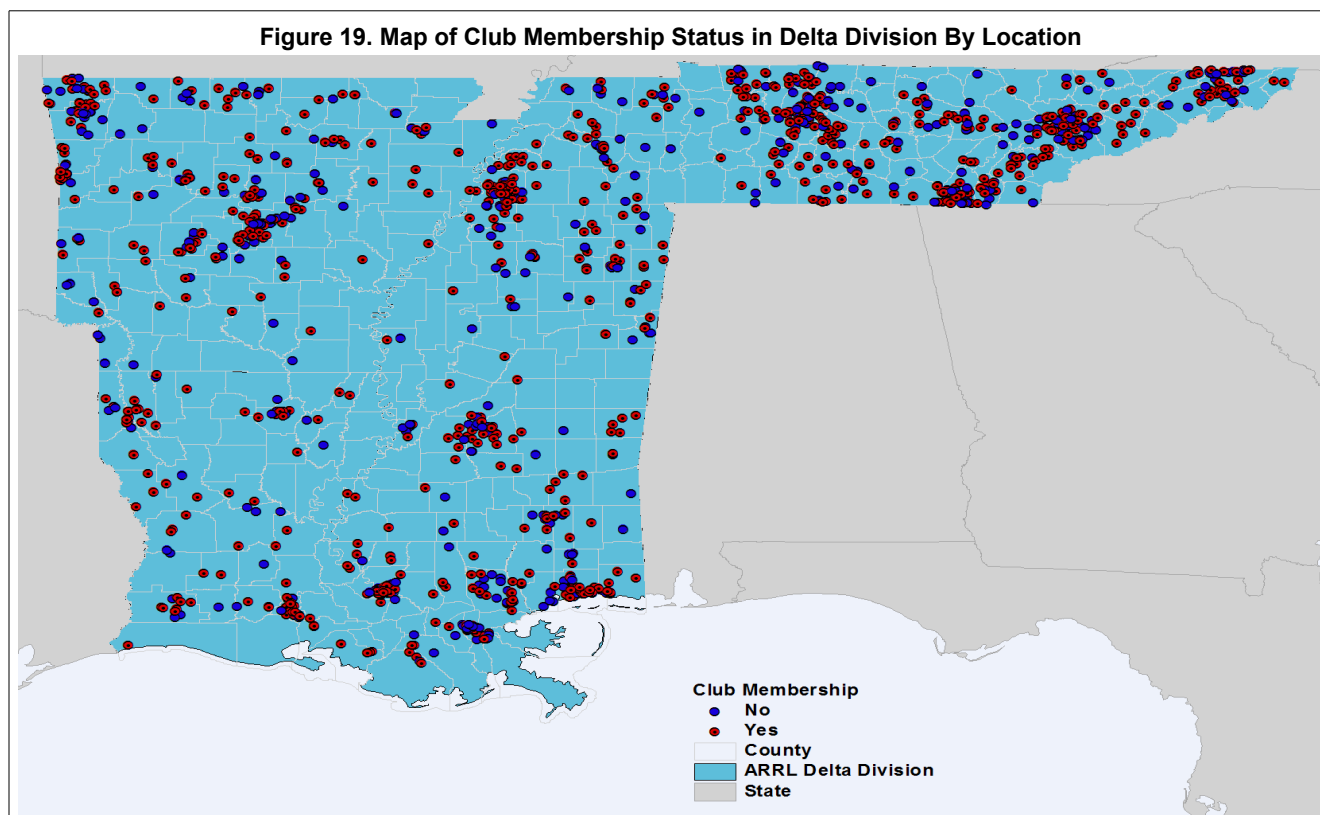 Figure 19. Map of Club Membership Status in Delta Division By Location
Club Membership
No
Yes
County
ARRL Delta Division
State